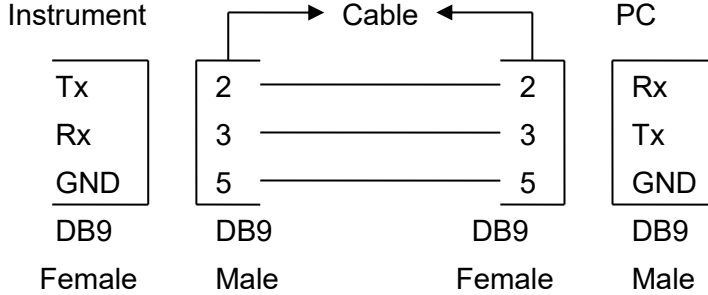 Instrument Cable PC
Tx 2 2 Rx
Rx 3 3 Tx
GND 5 5 GND
DB9 DB9 DB9 DB9
Female Male Female Male